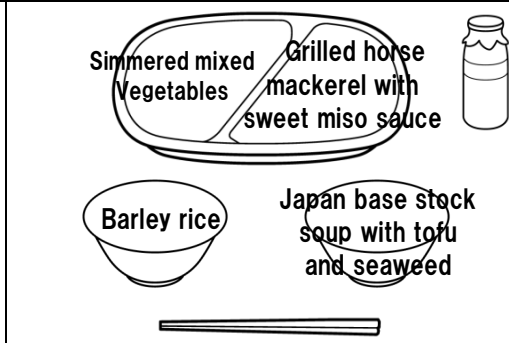 Simmered mixed
Vegetables
Grilled horse
mackerel with
sweet miso sauce
Barley rice
Japan base stock
soup with tofu
and seaweed